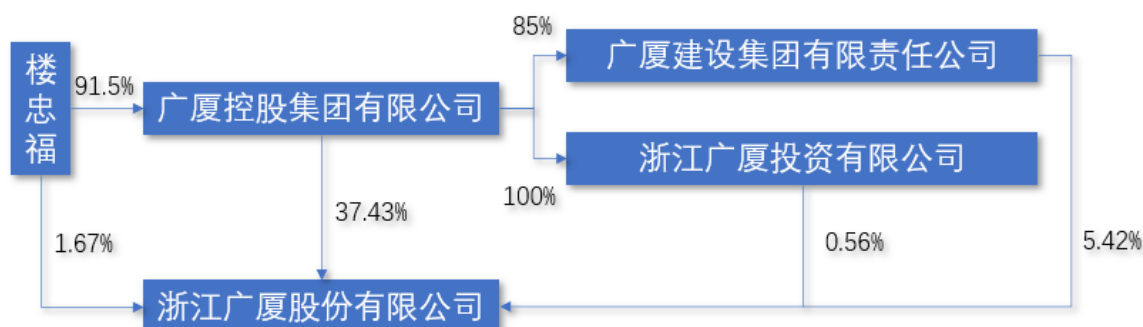 楼忠福
91.5%
广厦控股集团有限公司
85%
广厦建设集团有限责任公司
浙江广厦投资有限公司
100%
37.43%
1.67%
0.56%
5.42%
浙江广厦股份有限公司